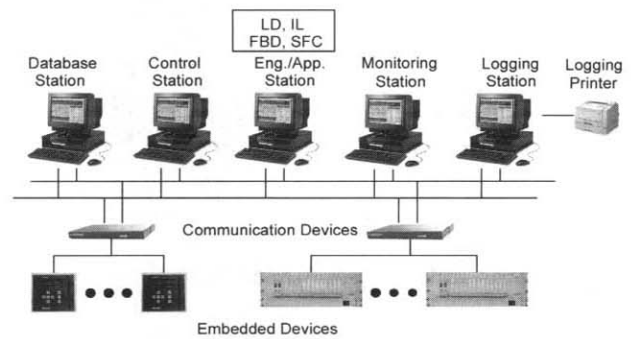 LD, IL
FBD, SFC
Database
Station
Control
Station
Eng./App.
Station
Monitoring
Station
Logging
Station
Logging
Printer
Communication Devices
Embedded Devices